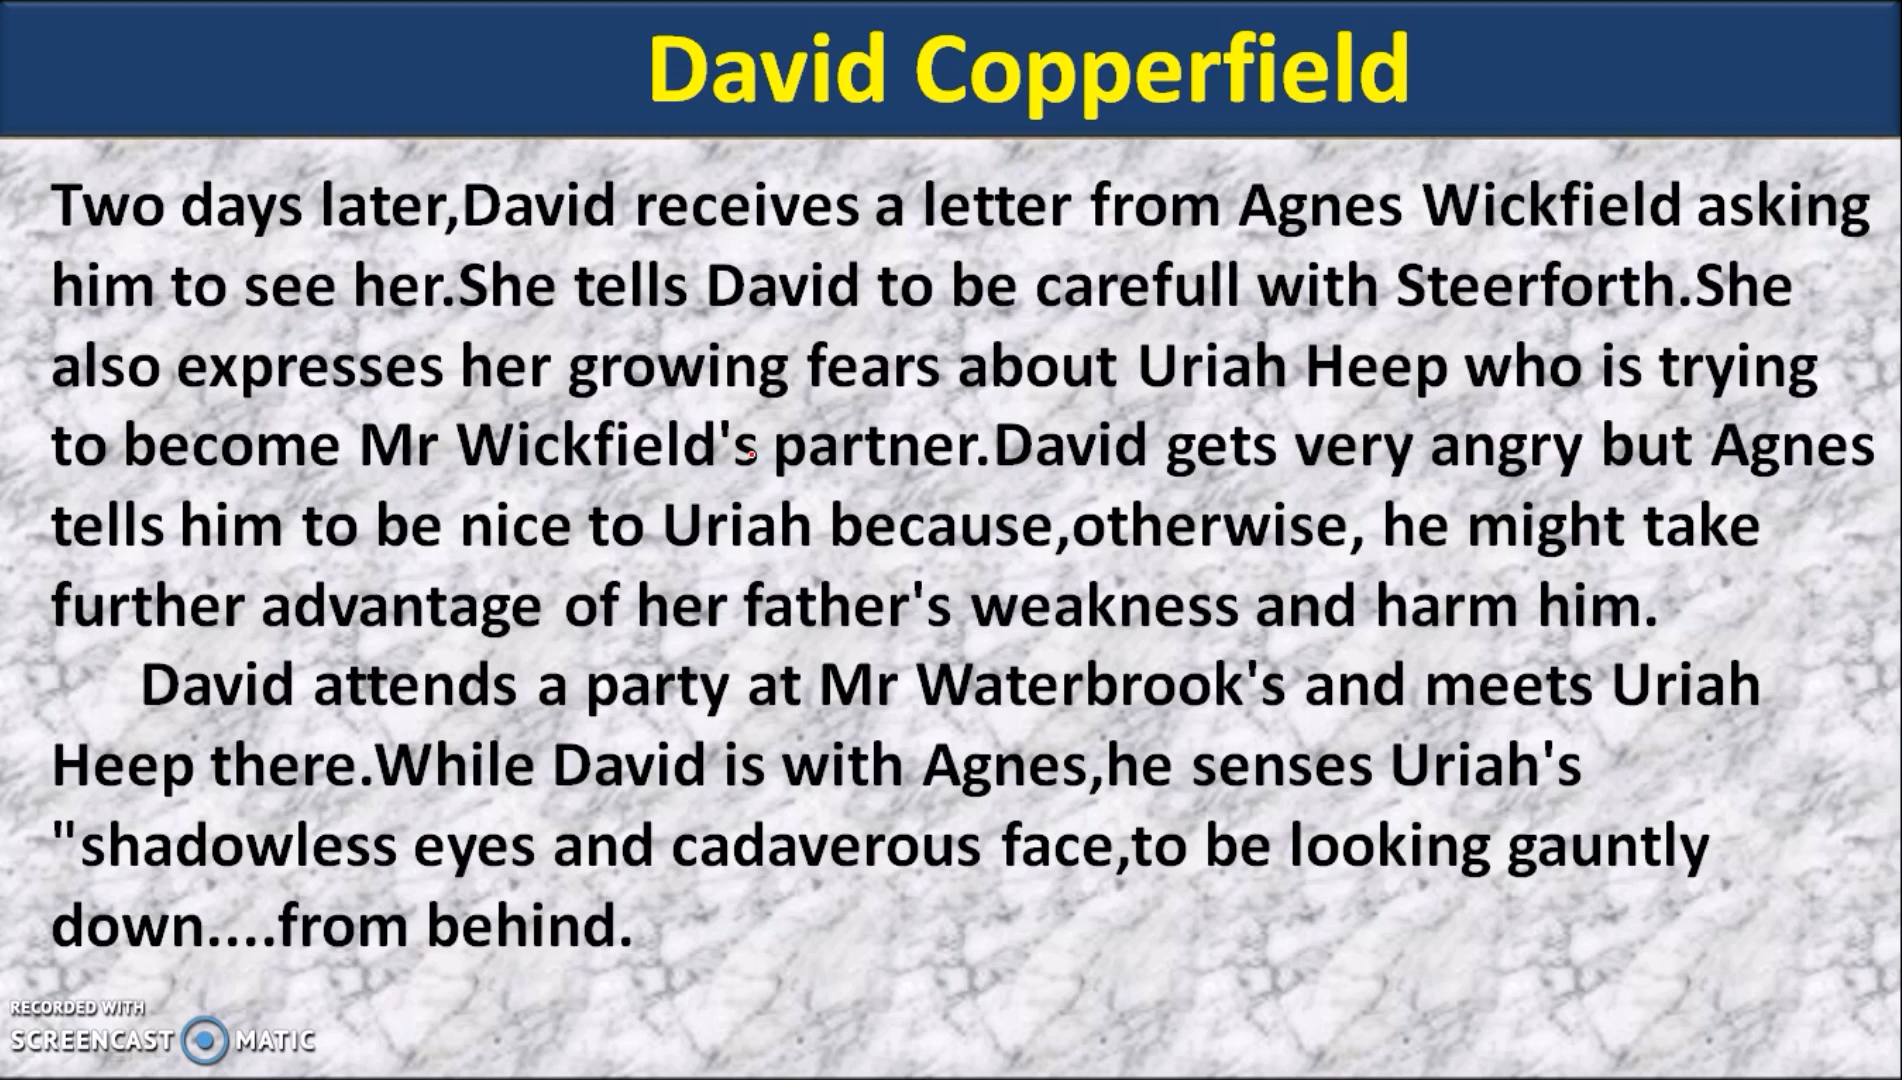 David Copperfield
Two days later,David receives a letter from Agnes Wickfield asking
him to see her.She tells David to be carefull with Steerforth.She
also expresses her growing fears about Uriah Heep who is trying
to become Mr Wickfield's partner.David gets very angry but Agnes
tells him to be nice to Uriah because,otherwise, he might take
further advantage of her father's weakness and harm him.
David attends a party at Mr Waterbrook's and meets Uriah
Heep there.While David is with Agnes,he senses Uriah's
"shadowless eyes and cadaverous face,to be looking gauntly
down....from behind.
RECORDED WITH
SCREENCAST MATIC